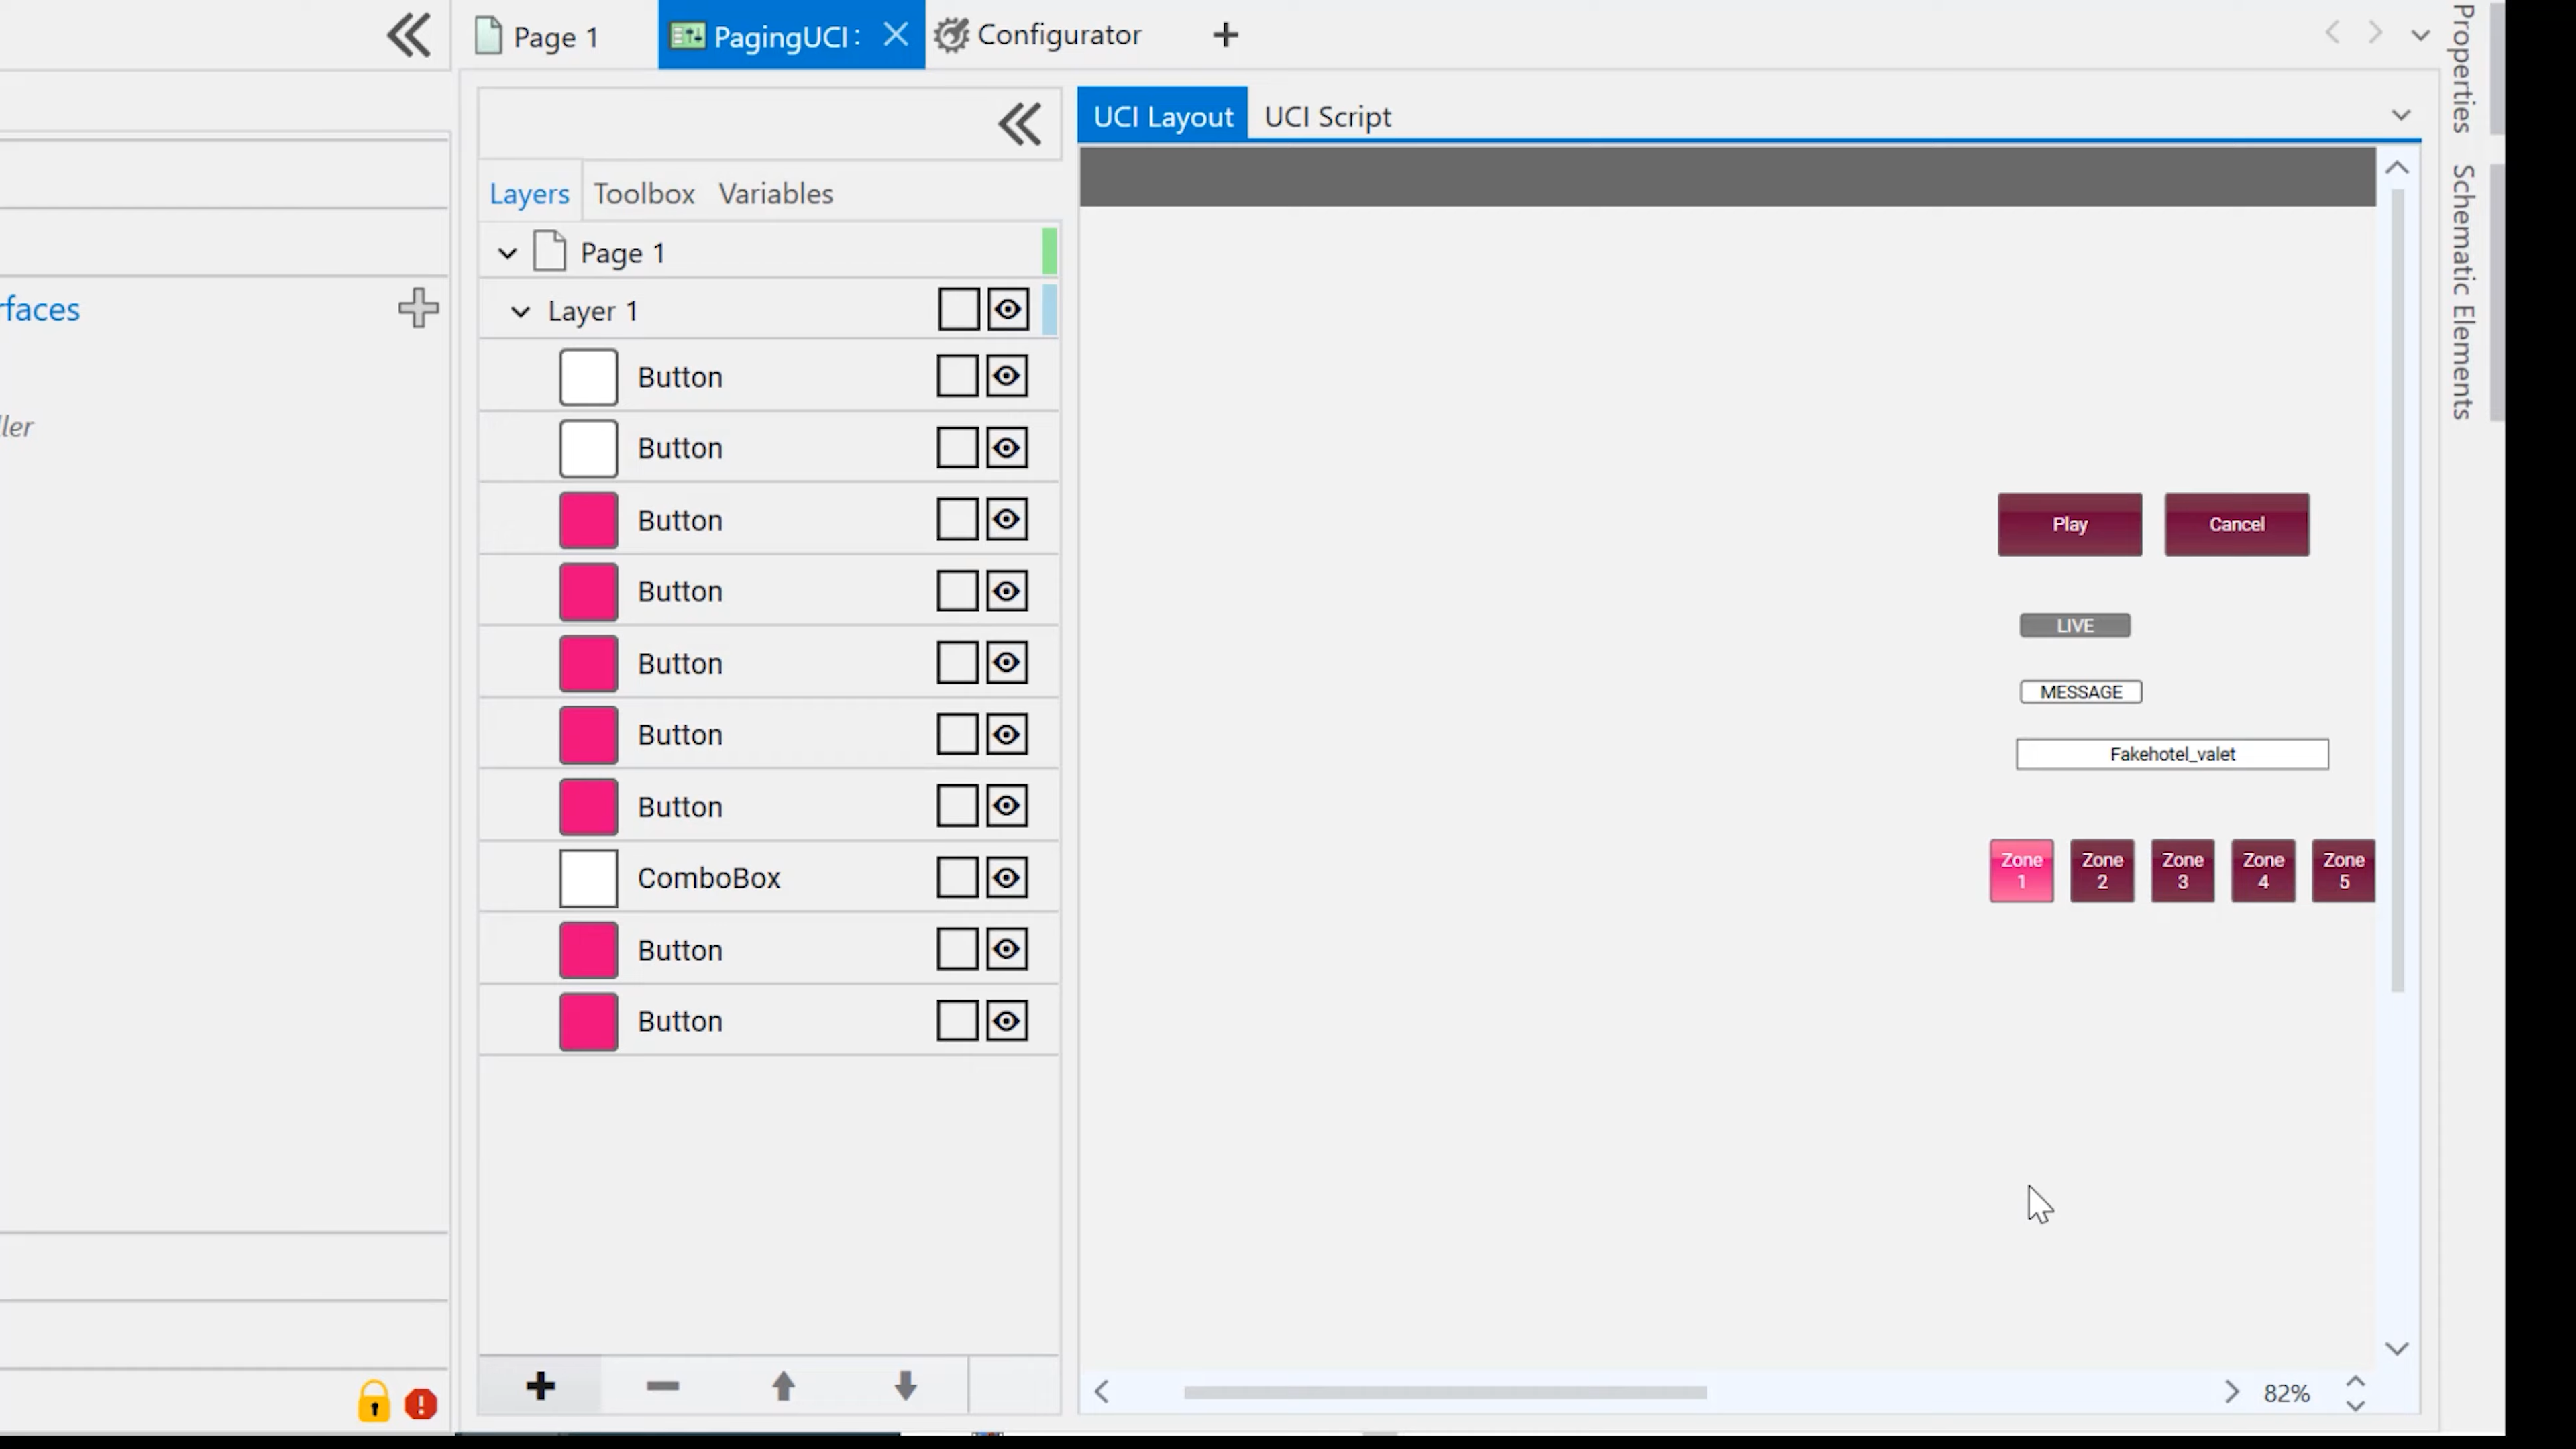 Page 1
PagingUCI :
Configurator
Properties
Schematic Elements
rfaces
ller
Layers
Toolbox
Variables
Page 1
Layer 1
Button
Button
Button
Button
Button
Button
Button
ComboBox
Button
Button
UCI Layout
UCI Script
Play
Cancel
LIVE
MESSAGE
Fakehotel_valet
Zone
1
Zone
2
Zone
3
Zone
4
Zone
5
82%